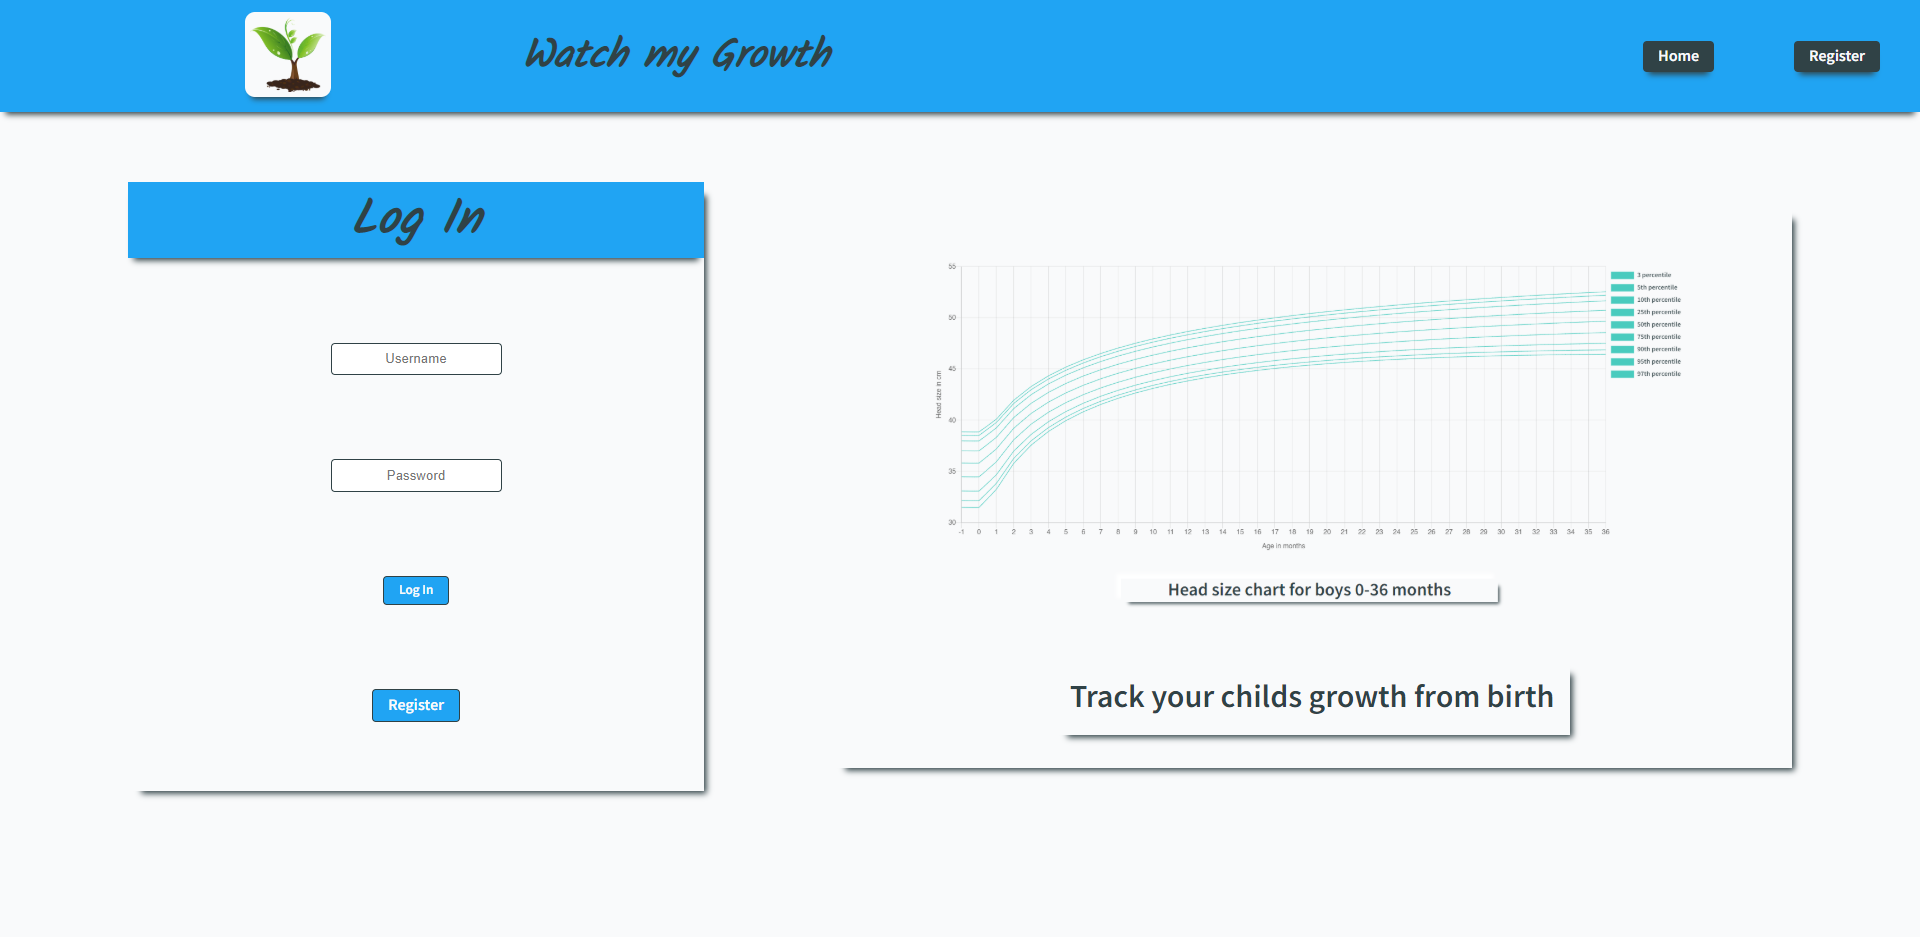 Watch my Growth
Home
Register
Log In
Username
Password
Log In
Register
55
50
45
40
35
30
Head size in cm
-1 0 1 2 3 4 5 6 7 8 9 10 11 12 13 14 15 16 17 18 19 20 21 22 23 24 25 26 27 28 29 30 31 32 33 34 35 36
Age in months
3 percentile
5th percentile
10th percentile
25th percentile
50th percentile
75th percentile
90th percentile
95th percentile
97th percentile
Head size chart for boys 0-36 months
Track your childs growth from birth